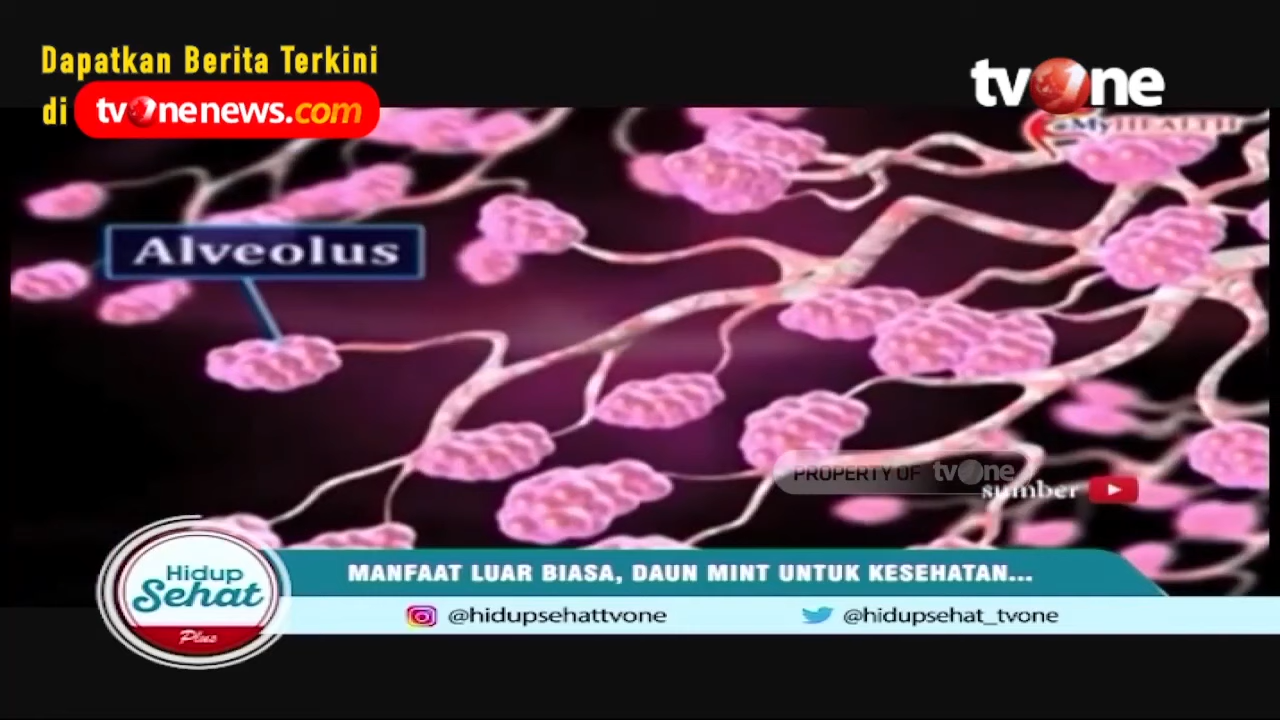 Dapatkan Berita Terkini
di tvonenews.com
tvOne
MyHEALTH
Alveolus
PROPERTY OF tvOne
sumber
Hidup
Sehat
Plus
MANFAAT LUAR BIASA, DAUN MINT UNTUK KESEHATAN...
@hidupsehattvone
@hidupsehat_tvone